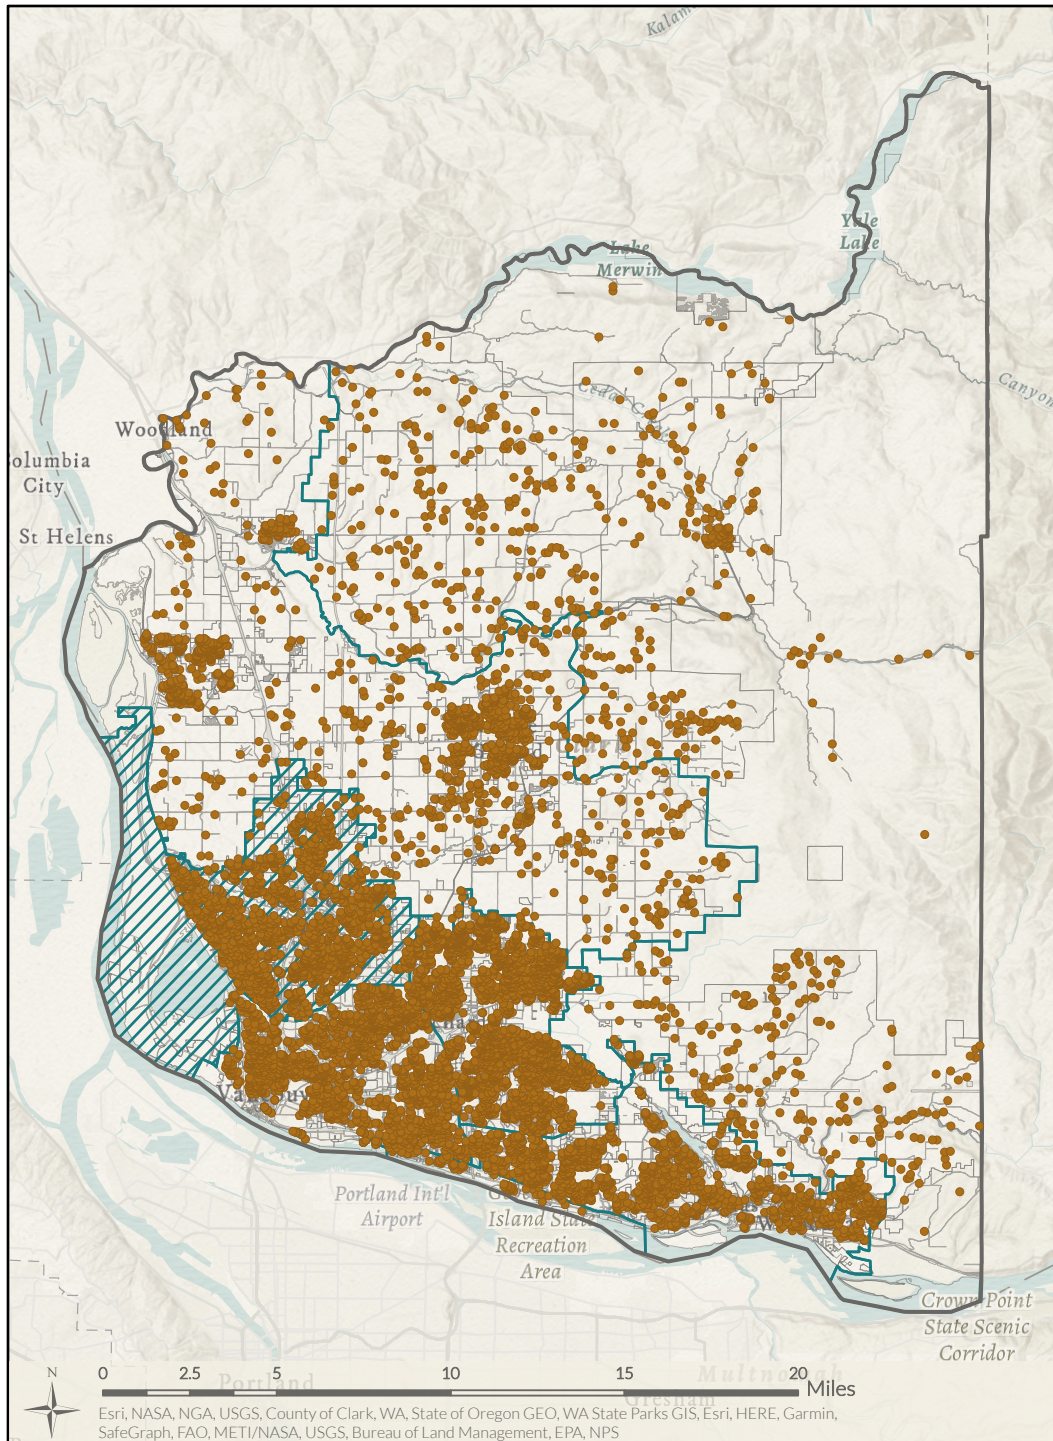 Yale
Lake
Lake
Merwin
Woodland
Columbia
City
St Helens
Portland Int'l
Airport
Island State
Recreation
Area
Crown Point
State Scenic
Corridor
N
0 2.5 5 10 15 20 Miles
Portland
Multnomah
Gresham
Esri, NASA, NGA, USGS, County of Clark, WA, State of Oregon GEO, WA State Parks GIS, Esri, HERE, Garmin,
SafeGraph, FAO, METI/NASA, USGS, Bureau of Land Management, EPA, NPS